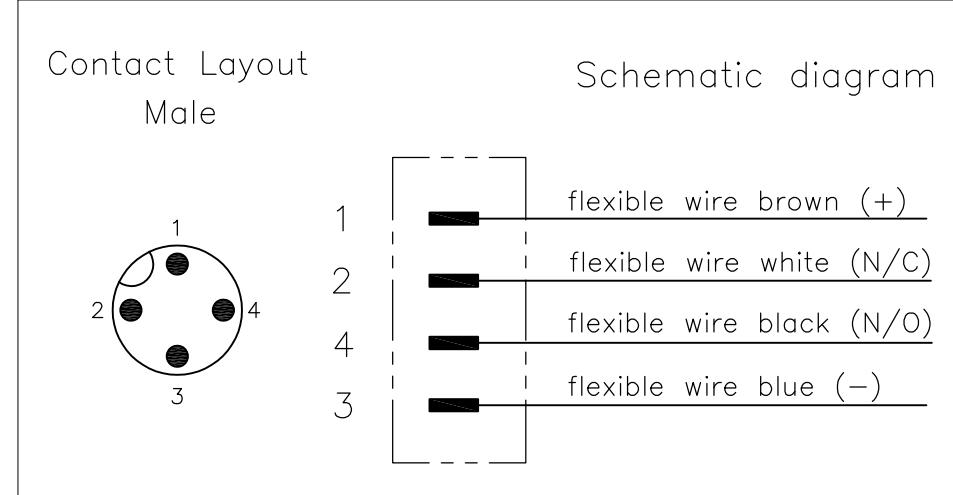 Contact Layout
Male
Schematic diagram
1
2
4
3
1 flexible wire brown (+)
2 flexible wire white (N/C)
4 flexible wire black (N/O)
3 flexible wire blue (−)